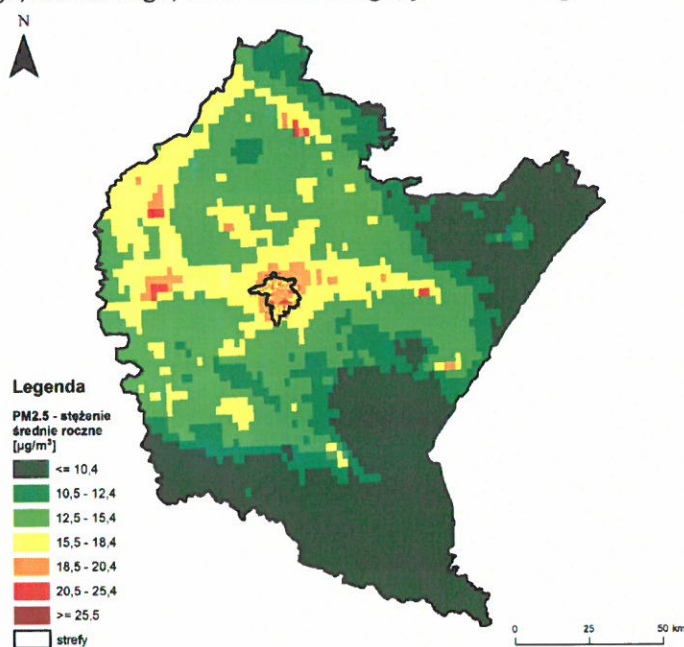 N
Legenda
PM2.5 - stężenie
średnie roczne
[µg/m³]
<= 10,4
10,5 - 12,4
12,5 - 15,4
15,5 - 18,4
18,5 - 20,4
20,5 - 25,4
>= 25,5
strefy
0 25 50 km